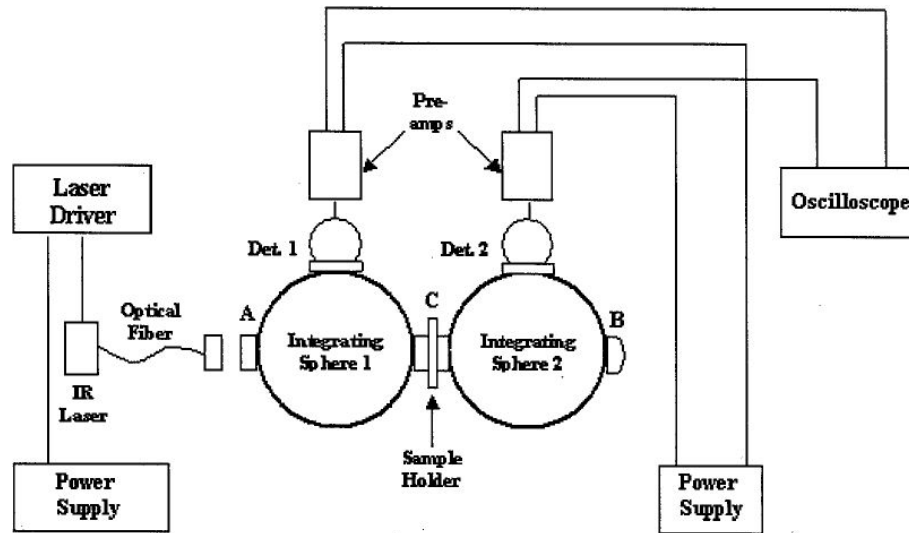 Pre-
amps
Laser
Driver
Oscilloscope
Det. 1
Det. 2
A
C
B
Optical
Fiber
Integrating
Sphere 1
Integrating
Sphere 2
IR
Laser
Sample
Holder
Power
Supply
Power
Supply